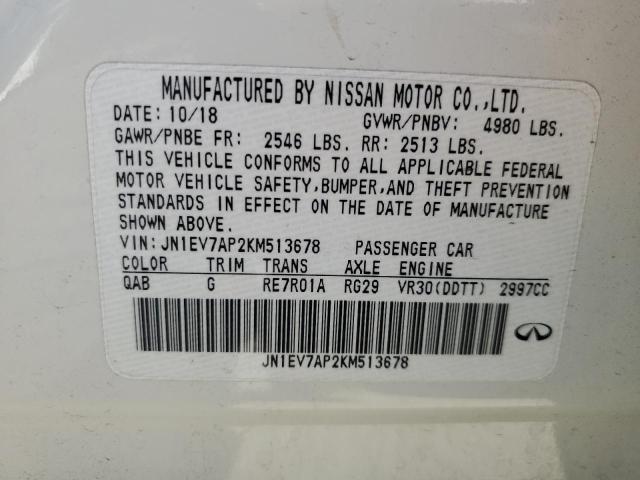 MANUFACTURED BY NISSAN MOTOR CO.,LTD.
DATE: 10/18 GVWR/PNBV: 4980 LBS.
GAWR/PNBE FR: 2546 LBS. RR: 2513 LBS.
THIS VEHICLE CONFORMS TO ALL APPLICABLE FEDERAL
MOTOR VEHICLE SAFETY,BUMPER,AND THEFT PREVENTION
STANDARDS IN EFFECT ON THE DATE OF MANUFACTURE
SHOWN ABOVE.
VIN:JN1EV7AP2KM513678 PASSENGER CAR
COLOR TRIM TRANS AXLE ENGINE
QAB G RE7R01A RG29 VR30(DDTT) 2997CC
JN1EV7AP2KM513678